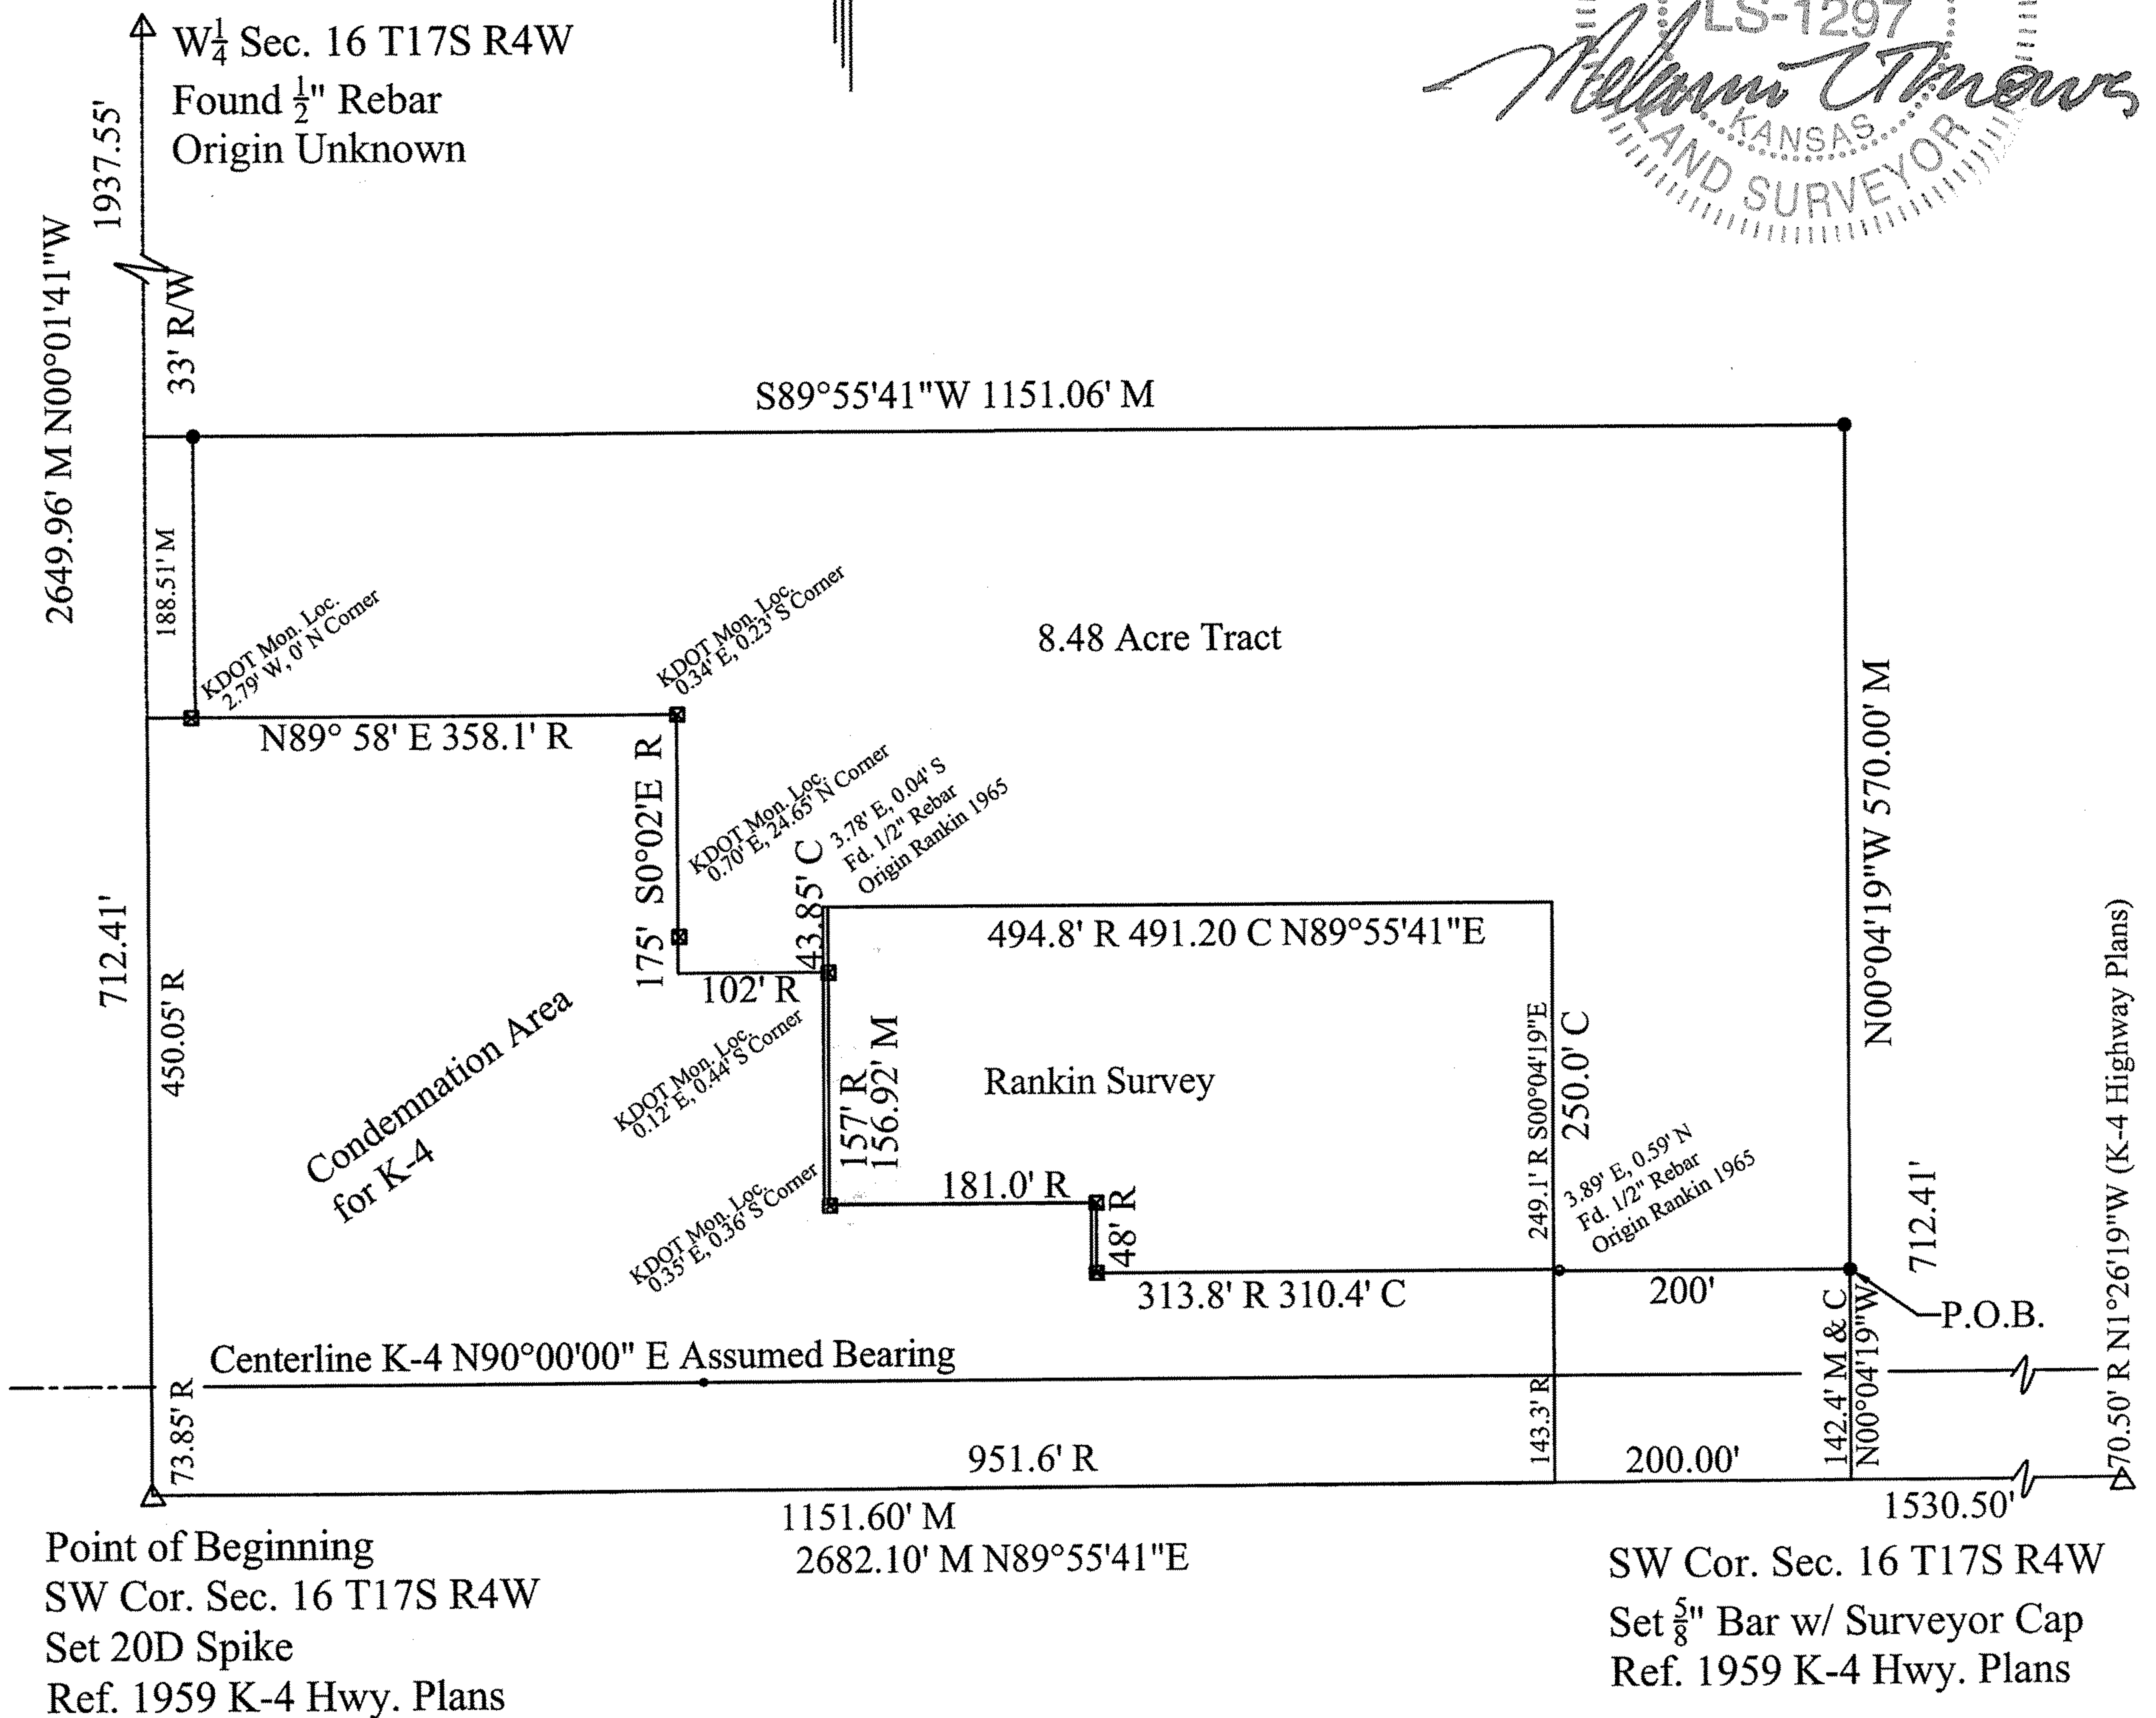 W¼ Sec. 16 T17S R4W
Found ½" Rebar
Origin Unknown
LS-1297
KANSAS
LAND SURVEYOR
1937.55'
2649.96' M N00°01'41"W
33' R/W
S89°55'41"W 1151.06' M
188.51' M
KDOT Mon. Loc.
2.79' W, 0' N Corner
KDOT Mon. Loc.
0.34' E, 0.23' S Corner
8.48 Acre Tract
N89° 58' E 358.1' R
175' S0°02'E R
KDOT Mon. Loc.
0.70' E, 24.65' N Corner
43.85' C
3.78' E, 0.04' S
Fd. 1/2" Rebar
Origin Rankin 1965
N00°04'19"W 570.00' M
494.8' R 491.20 C N89°55'41"E
102' R
712.41'
450.05' R
Condemnation Area
for K-4
KDOT Mon. Loc.
0.12' E, 0.44' S Corner
157' R
156.92' M
Rankin Survey
249.1' R S00°04'19"E
250.0' C
KDOT Mon. Loc.
0.35' E, 0.36' S Corner
181.0' R
48' R
3.89' E, 0.59' N
Fd. 1/2" Rebar
Origin Rankin 1965
712.41'
70.50' R N1°26'19"W (K-4 Highway Plans)
313.8' R 310.4' C
200'
P.O.B.
Centerline K-4 N90°00'00" E Assumed Bearing
73.85' R
143.3' R
142.4' M & C
N00°04'19"W
951.6' R
200.00'
1530.50'
1151.60' M
2682.10' M N89°55'41"E
Point of Beginning
SW Cor. Sec. 16 T17S R4W
Set 20D Spike
Ref. 1959 K-4 Hwy. Plans
SW Cor. Sec. 16 T17S R4W
Set ⅝" Bar w/ Surveyor Cap
Ref. 1959 K-4 Hwy. Plans